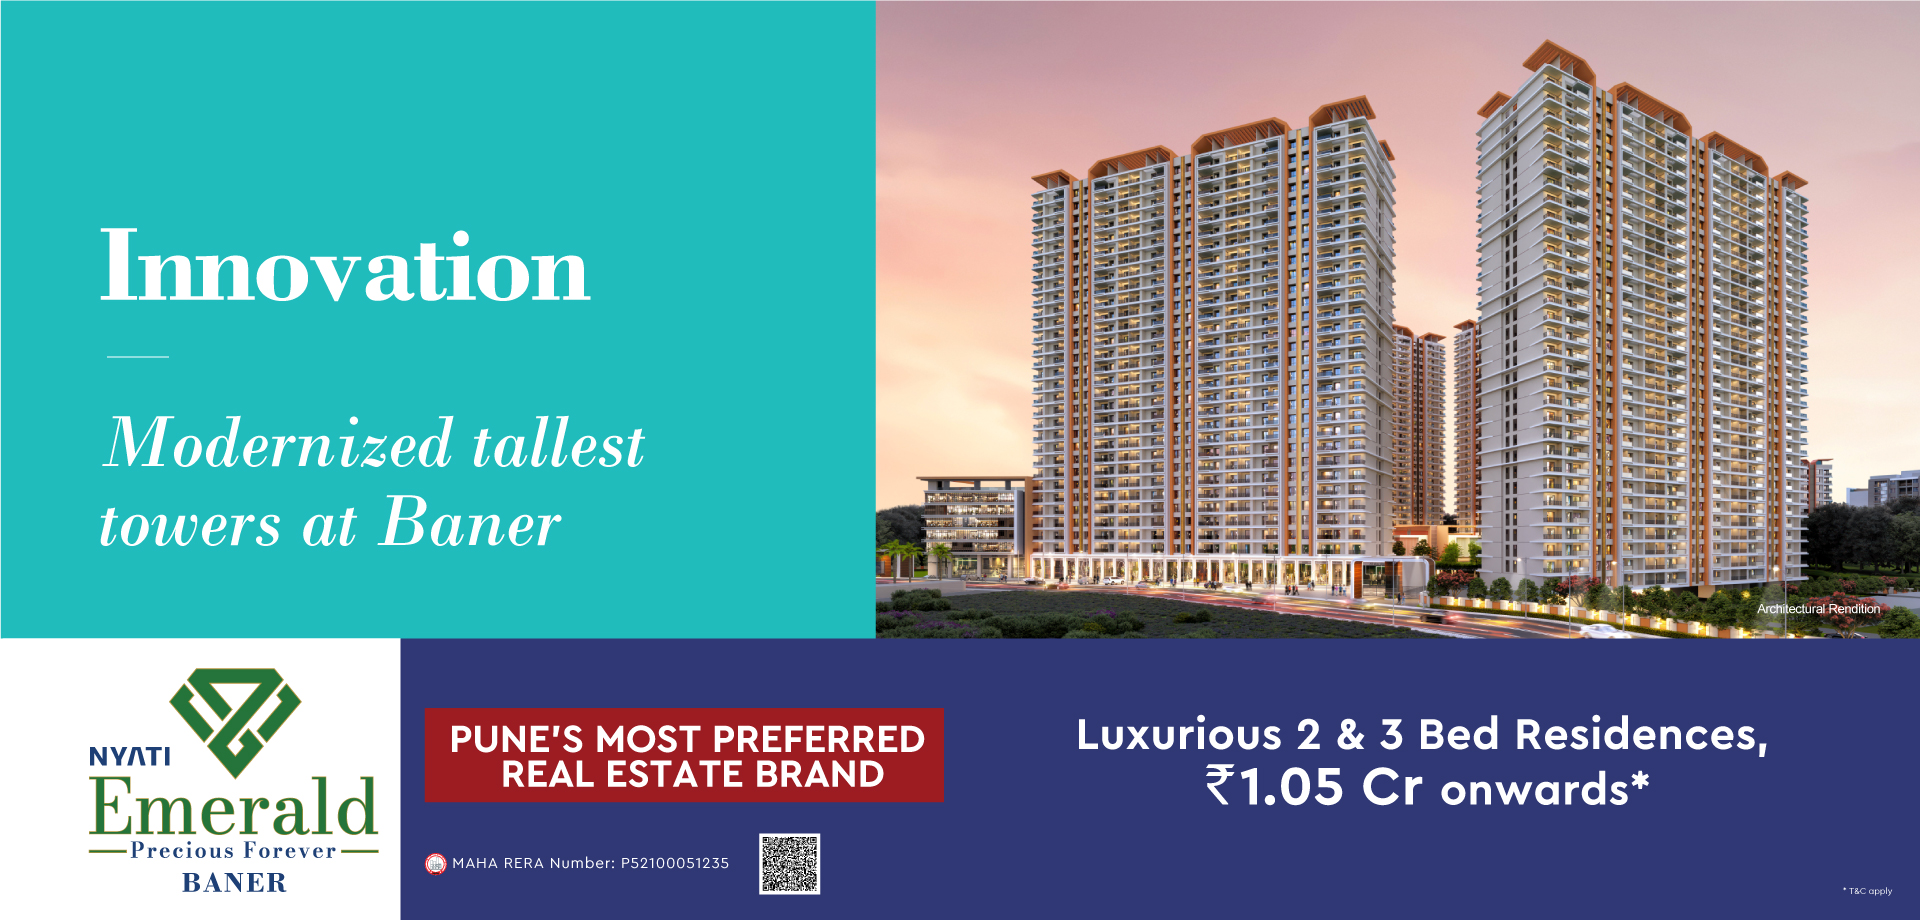 Innovation
Modernized tallest
towers at Baner
Architectural Rendition
NYATI
Emerald
Precious Forever
BANER
PUNE'S MOST PREFERRED
REAL ESTATE BRAND
MAHA RERA Number: P52100051235
Luxurious 2 & 3 Bed Residences,
₹1.05 Cr onwards*
* T&C apply